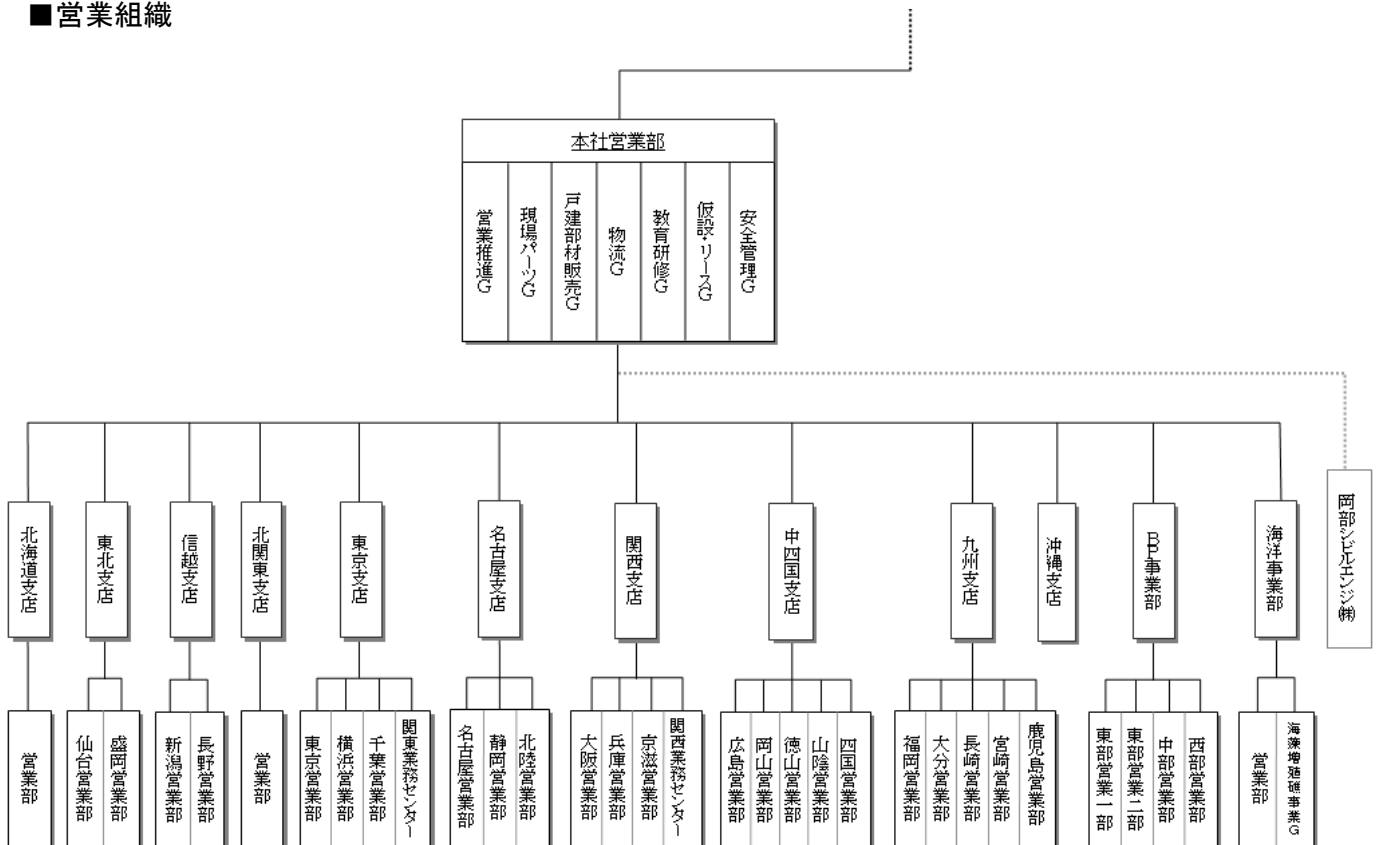 ■営業組織
本社営業部
営業推進G
現場パーツG
戸建部材販売G
物流G
教育研修G
仮設・リースG
安全管理G
北海道支店
東北支店
信越支店
北関東支店
東京支店
名古屋支店
関西支店
中四国支店
九州支店
沖縄支店
BPL事業部
海洋事業部
岡部シビルエンジ㈱
営業部
仙台営業部
盛岡営業部
新潟営業部
長野営業部
営業部
東京営業部
横浜営業部
千葉営業部
関東業務センター
名古屋営業部
静岡営業部
北陸営業部
大阪営業部
兵庫営業部
京滋営業部
関西業務センター
広島営業部
岡山営業部
徳山営業部
山陰営業部
四国営業部
福岡営業部
大分営業部
長崎営業部
宮崎営業部
鹿児島営業部
東部営業一部
東部営業二部
中部営業部
西部営業部
営業部
海藻増殖礁事業G